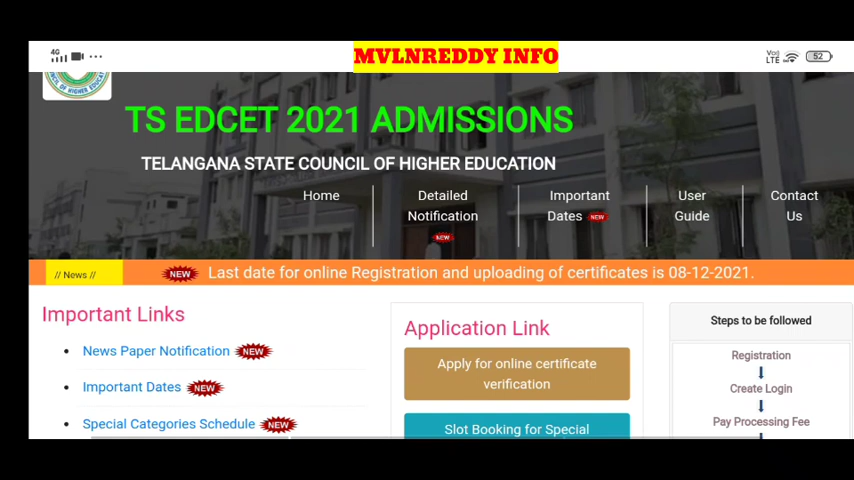 4G
MVLNREDDY INFO
LTE
52
TS EDCET 2021 ADMISSIONS
TELANGANA STATE COUNCIL OF HIGHER EDUCATION
Home
Detailed
Notification
NEW
Important
Dates NEW
User
Guide
Contact
Us
// News //
NEW Last date for online Registration and uploading of certificates is 08-12-2021.
Important Links
News Paper Notification NEW
Important Dates NEW
Special Categories Schedule NEW
Application Link
Apply for online certificate
verification
Slot Booking for Special
Steps to be followed
Registration
Create Login
Pay Processing Fee